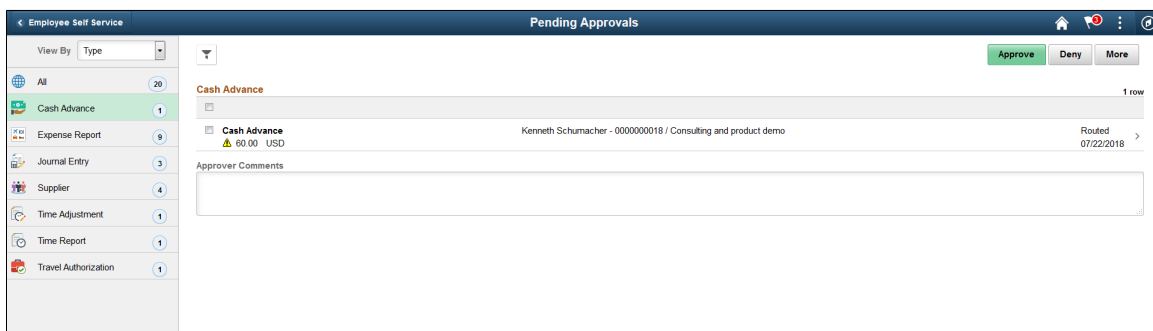 Employee Self Service
Pending Approvals
3
View By Type
Approve Deny More
All 20
Cash Advance 1
Expense Report 9
Journal Entry 3
Supplier 4
Time Adjustment 1
Time Report 1
Travel Authorization 1
Cash Advance
1 row
Cash Advance Kenneth Schumacher - 0000000018 / Consulting and product demo Routed
60.00 USD 07/22/2018
Approver Comments